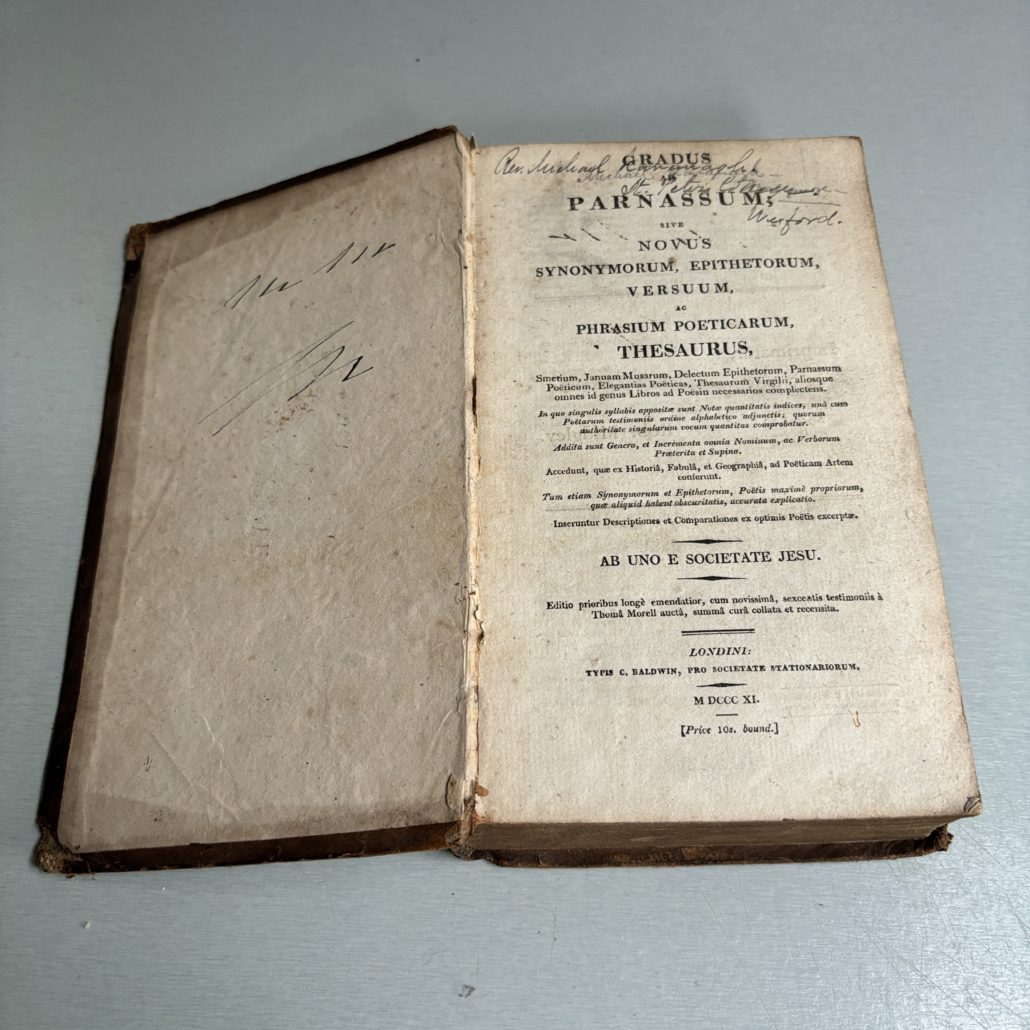 Rev. Michael Kavanagh
GRADUS
AD
St. Peter's
PARNASSUM;
Wexford.
SIVE
NOVUS
SYNONYMORUM, EPITHETORUM,
VERSUUM,
AC
PHRASIUM POETICARUM,
THESAURUS,
Smetium, Januam Musarum, Delectum Epithetorum, Parnassum
Poëticum, Elegantias Poëticas, Thesaurum Virgilii, aliosque
omnes id genus Libros ad Poësin necessarios complectens.
In quo singulis syllabis appositæ sunt Notæ quantitatis indices, unà cum
Poëtarum testimoniis ordine alphabetico adjunctis; quorum
authoritate singularum vocum quantitas comprobatur.
Addita sunt Genera, et Incrementa omnia Nominum, ac Verborum
Præterita et Supina.
Accedunt, quæ ex Historiâ, Fabulâ, et Geographiâ, ad Poëticam Artem
conferunt.
Tum etiam Synonymorum et Epithetorum, Poëtis maximè propriorum,
quæ aliquid habent obscuritatis, accurata explicatio.
Inseruntur Descriptiones et Comparationes ex optimis Poëtis excerptæ.
AB UNO E SOCIETATE JESU.
Editio prioribus longè emendatior, cum novissimâ, sexcentis testimoniis à
Thomâ Morell auctâ, summâ curâ collata et recensita.
LONDINI:
TYPIS C. BALDWIN, PRO SOCIETATE STATIONARIORUM.
M DCCC XI.
[Price 10s. bound.]